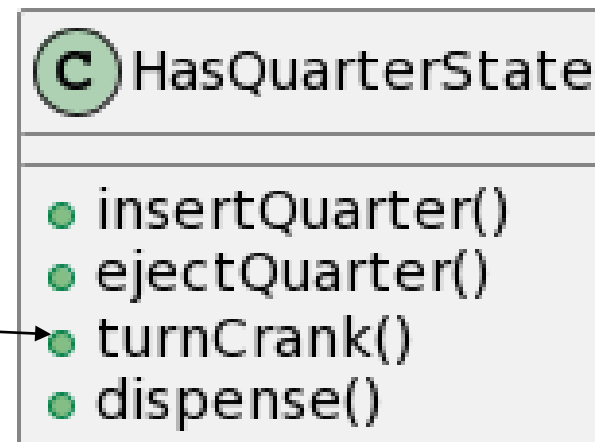 C HasQuarterState
insertQuarter()
ejectQuarter()
turnCrank()
dispense()